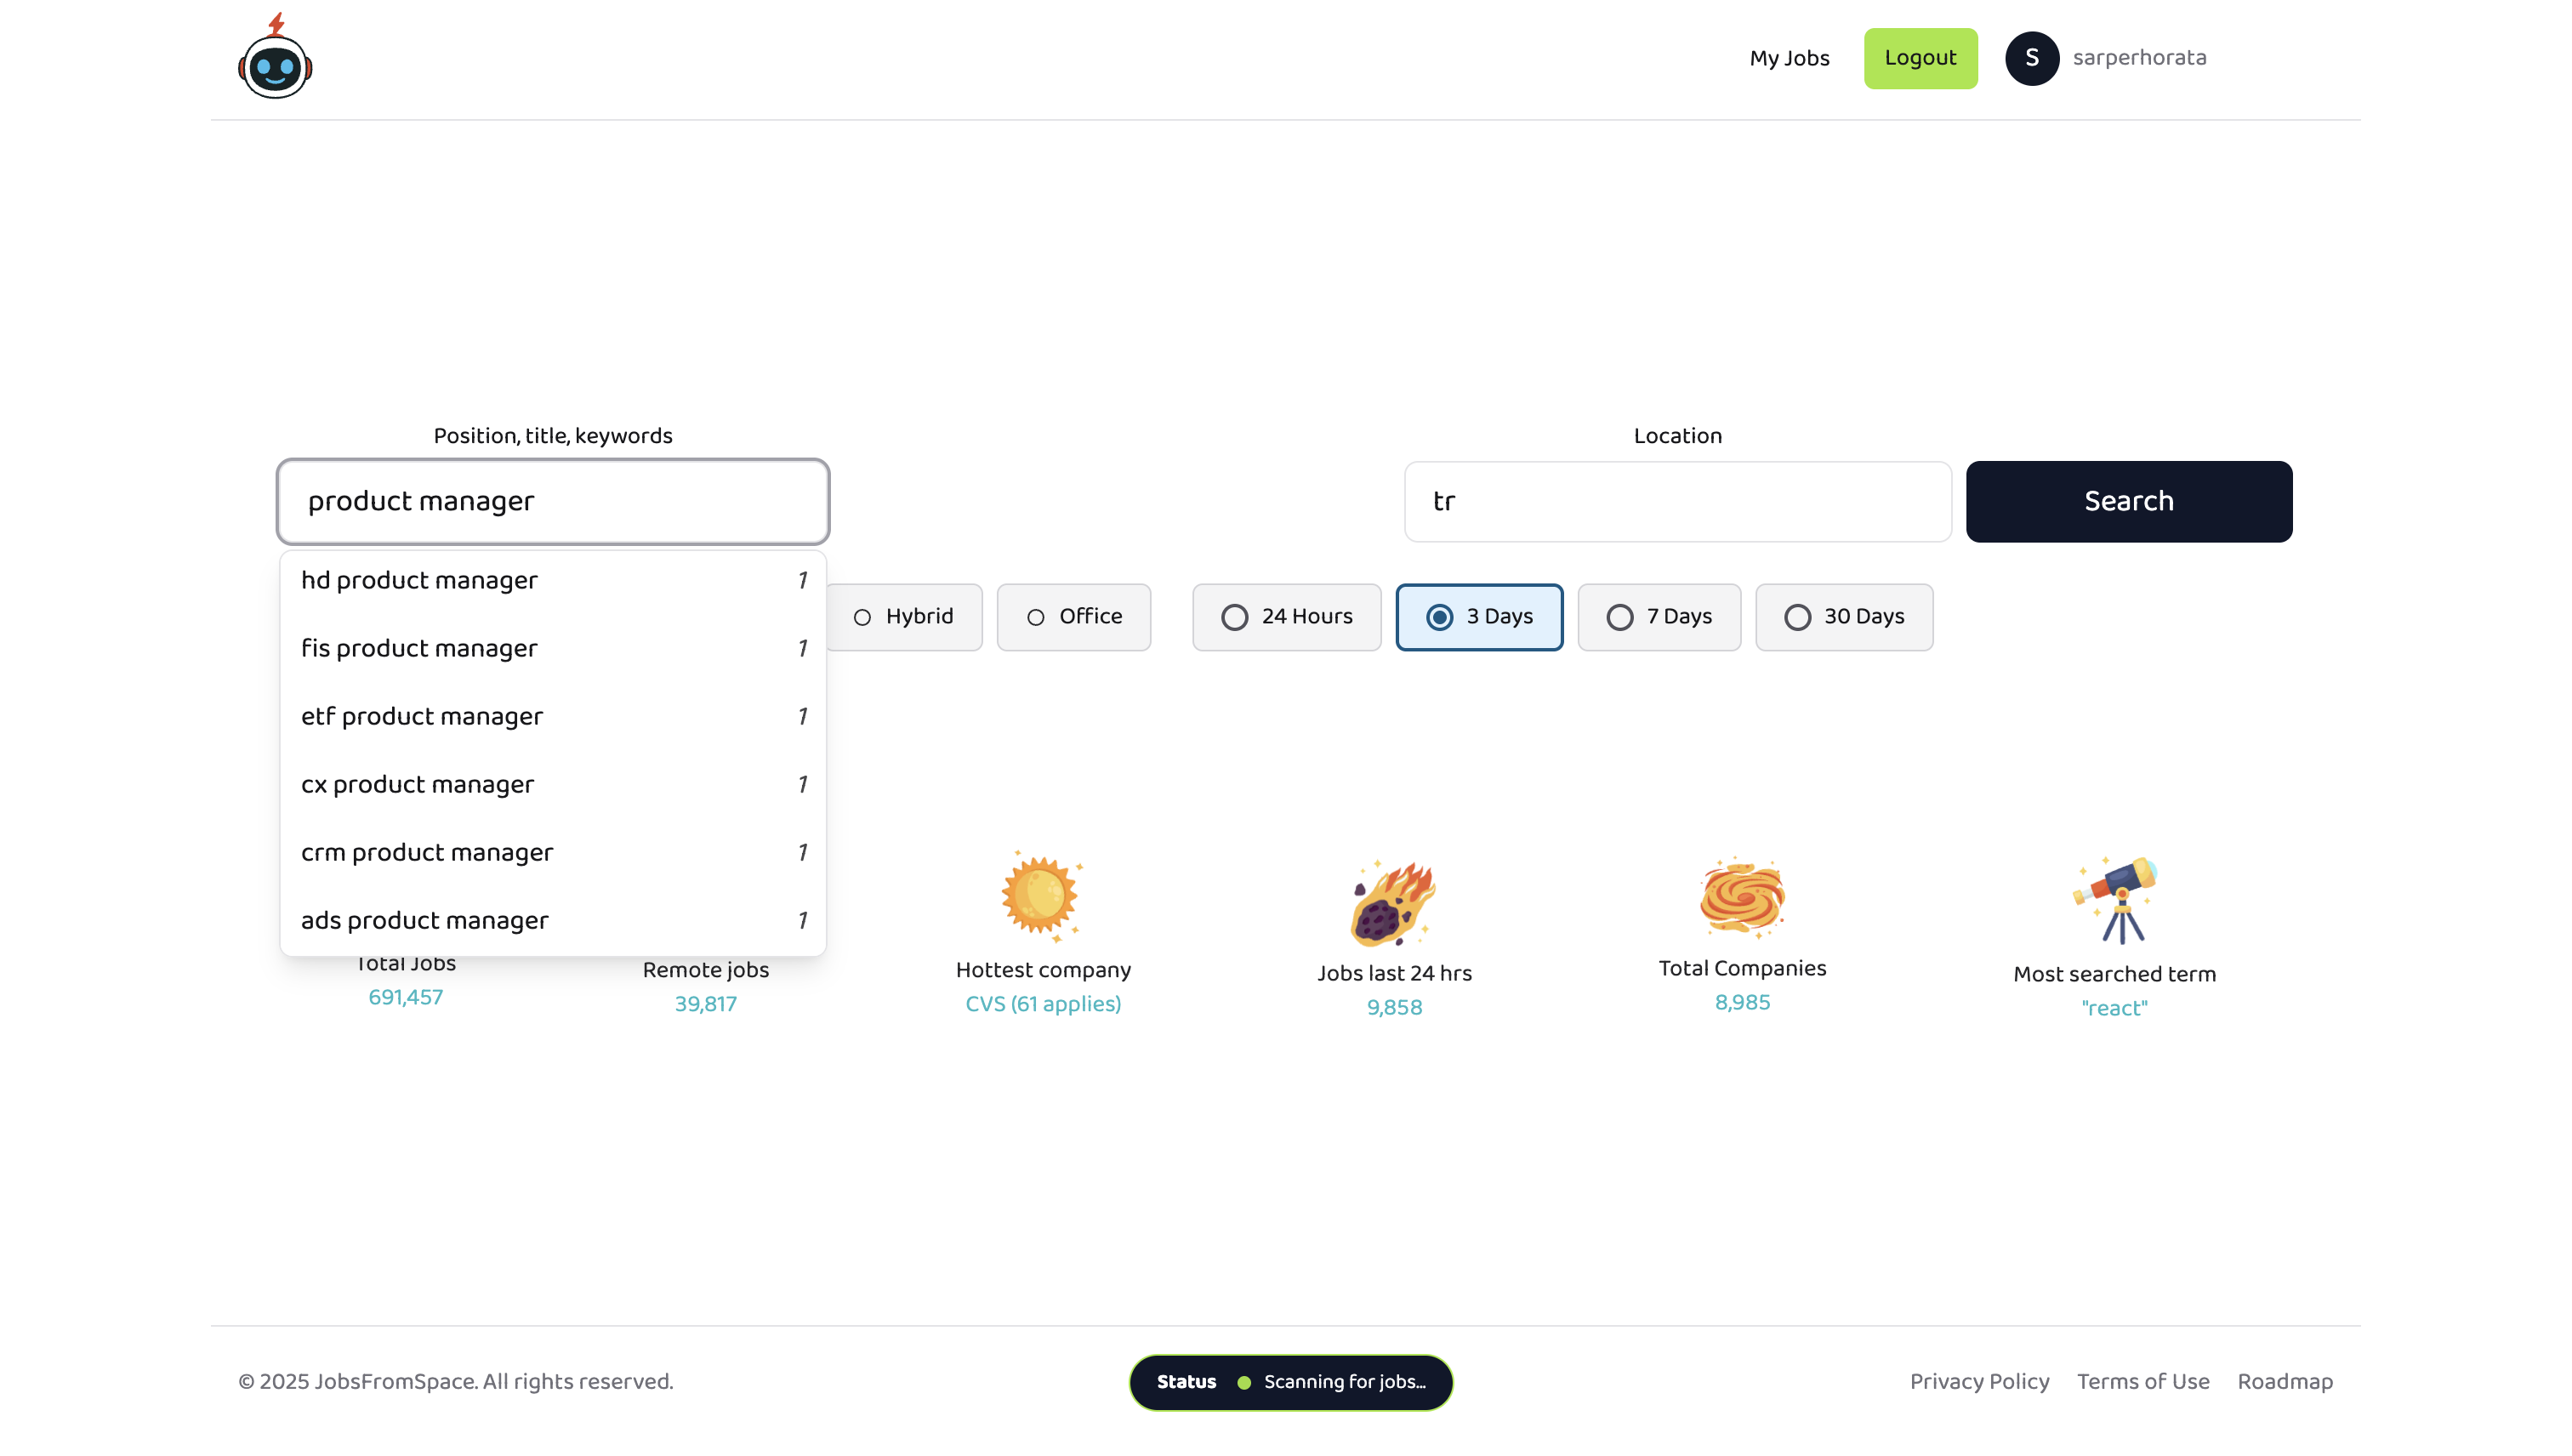 My Jobs
Logout
S
sarperhorata
Position, title, keywords
product manager
Location
tr
Search
hd product manager 1
fis product manager 1
etf product manager 1
cx product manager 1
crm product manager 1
ads product manager 1
Hybrid
Office
24 Hours
3 Days
7 Days
30 Days
Total Jobs
691,457
Remote jobs
39,817
Hottest company
CVS (61 applies)
Jobs last 24 hrs
9,858
Total Companies
8,985
Most searched term
"react"
© 2025 JobsFromSpace. All rights reserved.
Status Scanning for jobs...
Privacy Policy
Terms of Use
Roadmap